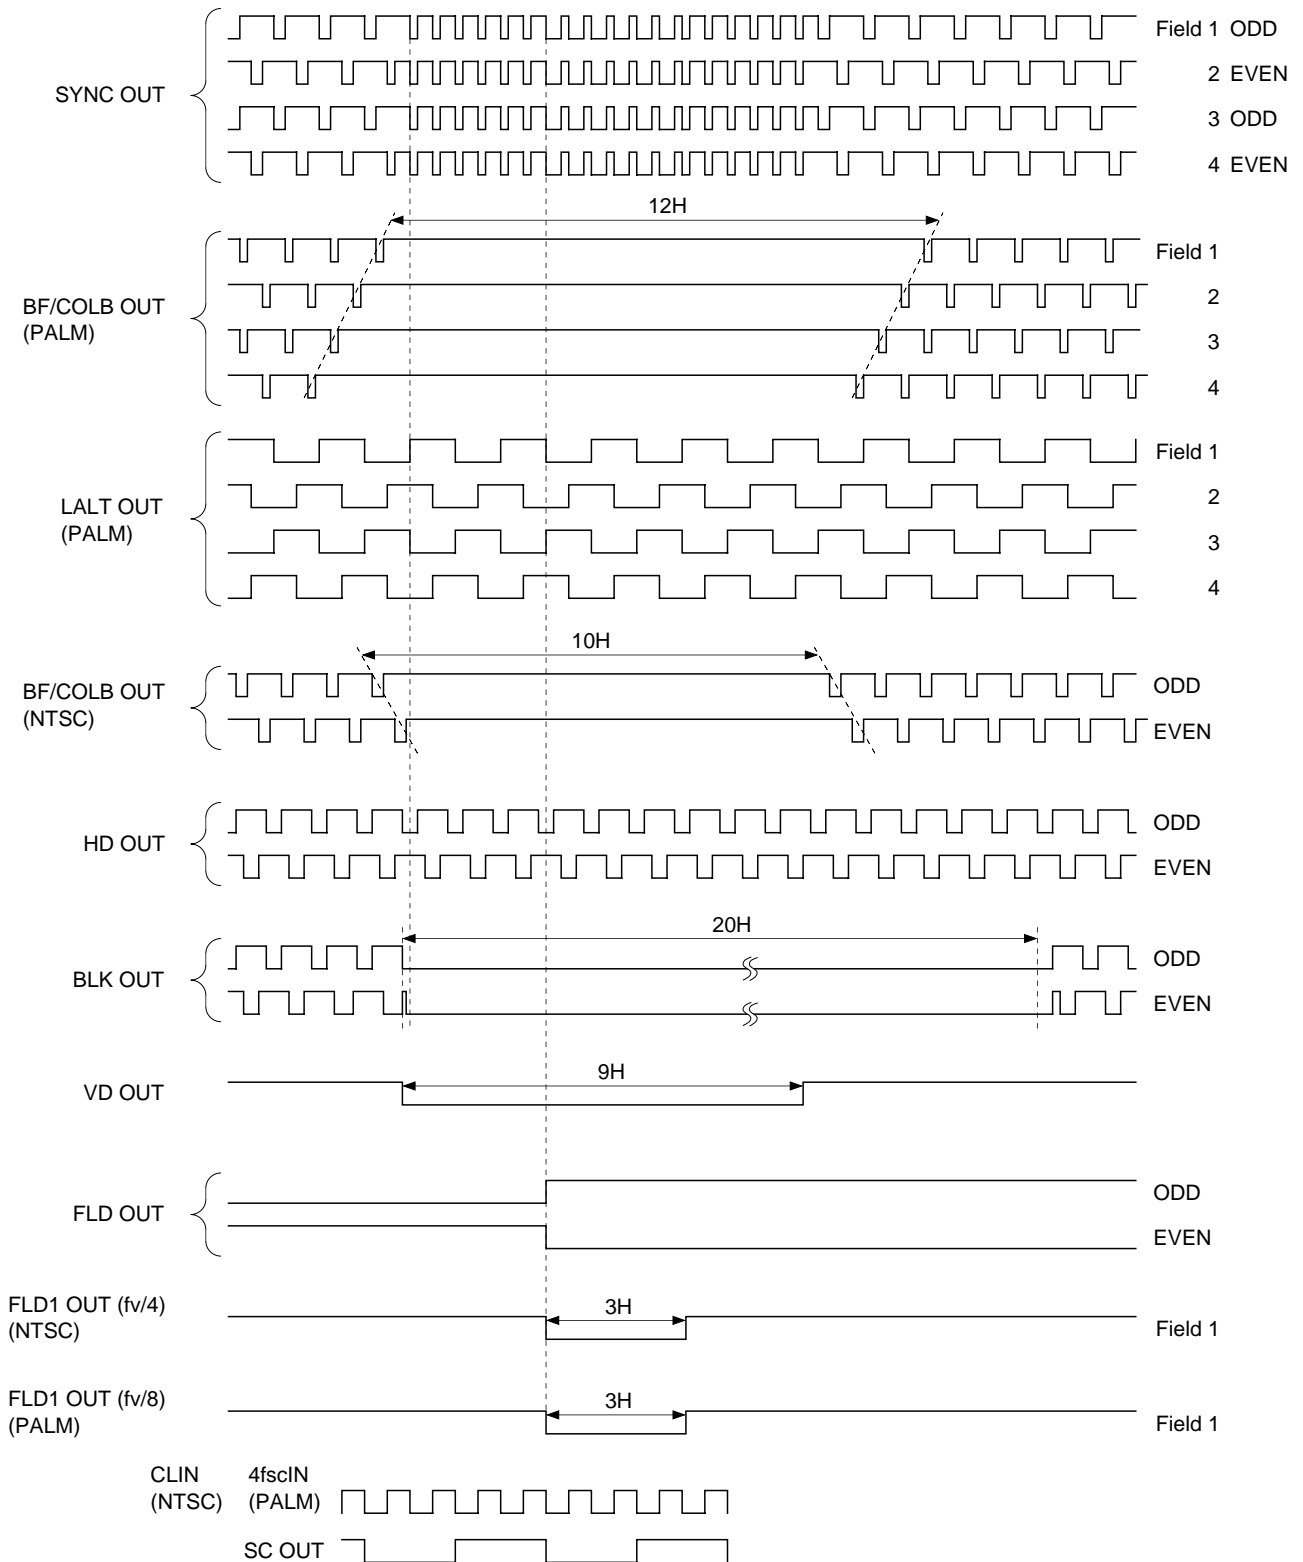 Field 1 ODD
2 EVEN
SYNC OUT
3 ODD
4 EVEN
12H
Field 1
BF/COLB OUT
(PALM)
2
3
4
Field 1
LALT OUT
(PALM)
2
3
4
10H
BF/COLB OUT
(NTSC)
ODD
EVEN
HD OUT
ODD
EVEN
20H
BLK OUT
ODD
EVEN
9H
VD OUT
FLD OUT
ODD
EVEN
FLD1 OUT (fv/4)
(NTSC)
3H
Field 1
FLD1 OUT (fv/8)
(PALM)
3H
Field 1
CLIN 4fscIN
(NTSC) (PALM)
SC OUT